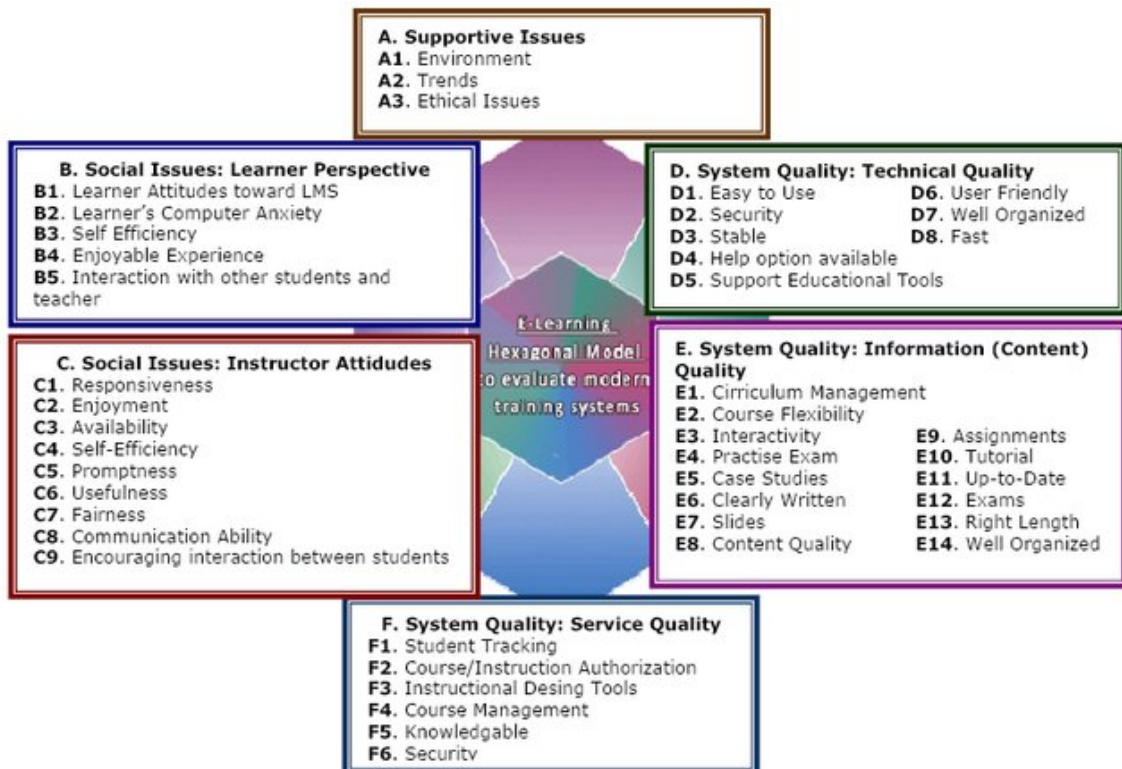 A. Supportive Issues
A1. Environment
A2. Trends
A3. Ethical Issues
B. Social Issues: Learner Perspective
B1. Learner Attitudes toward LMS
B2. Learner's Computer Anxiety
B3. Self Efficiency
B4. Enjoyable Experience
B5. Interaction with other students and
teacher
D. System Quality: Technical Quality
D1. Easy to Use
D2. Security
D3. Stable
D4. Help option available
D5. Support Educational Tools
D6. User Friendly
D7. Well Organized
D8. Fast
E-Learning
Hexagonal Model
to evaluate modern
training systems
C. Social Issues: Instructor Attidudes
C1. Responsiveness
C2. Enjoyment
C3. Availability
C4. Self-Efficiency
C5. Promptness
C6. Usefulness
C7. Fairness
C8. Communication Ability
C9. Encouraging interaction between students
E. System Quality: Information (Content)
Quality
E1. Cirriculum Management
E2. Course Flexibility
E3. Interactivity
E4. Practise Exam
E5. Case Studies
E6. Clearly Written
E7. Slides
E8. Content Quality
E9. Assignments
E10. Tutorial
E11. Up-to-Date
E12. Exams
E13. Right Length
E14. Well Organized
F. System Quality: Service Quality
F1. Student Tracking
F2. Course/Instruction Authorization
F3. Instructional Desing Tools
F4. Course Management
F5. Knowledgable
F6. Security